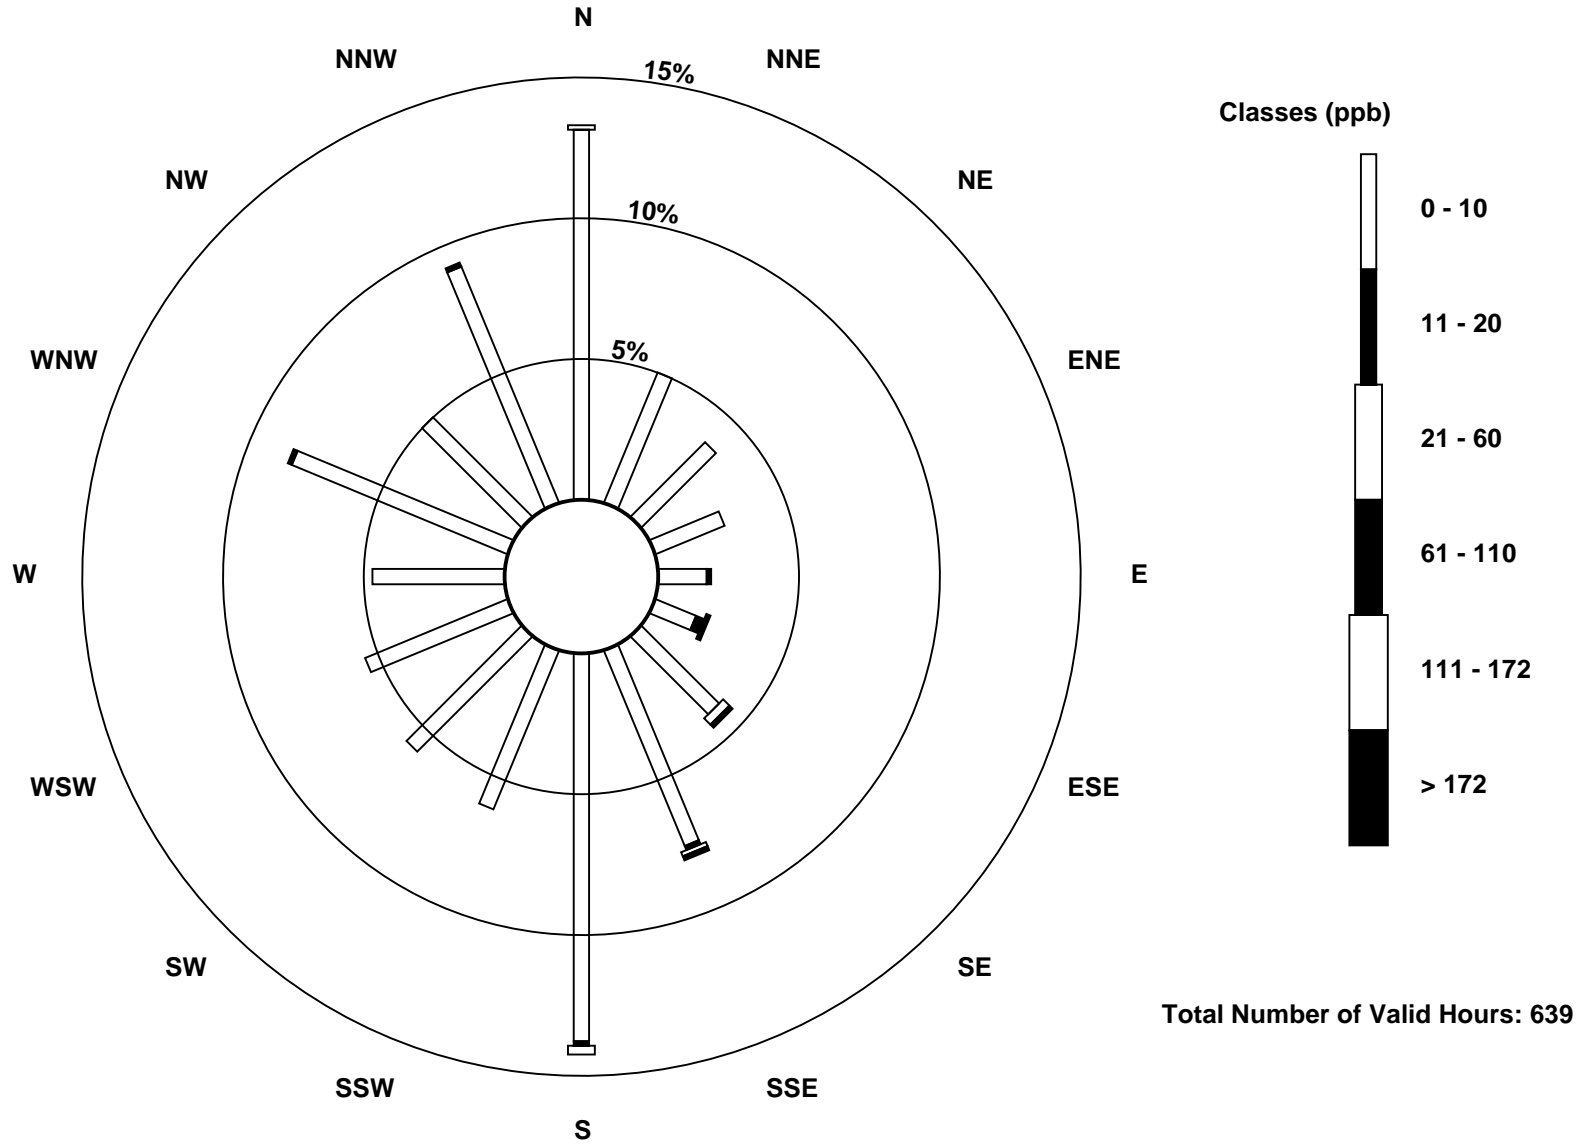 N
NNW
NNE
15%
Classes (ppb)
NW
NE
10%
0 - 10
11 - 20
5%
WNW
ENE
21 - 60
61 - 110
W
E
111 - 172
WSW
ESE
> 172
SW
SE
Total Number of Valid Hours: 639
SSW
SSE
S